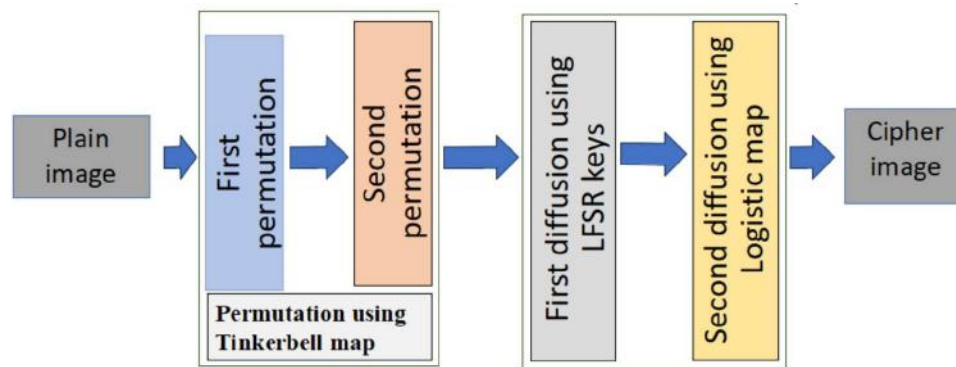 Plain
image
First
permutation
Second
permutation
Permutation using
Tinkerbell map
First diffusion using
LFSR keys
Second diffusion using
Logistic map
Cipher
image